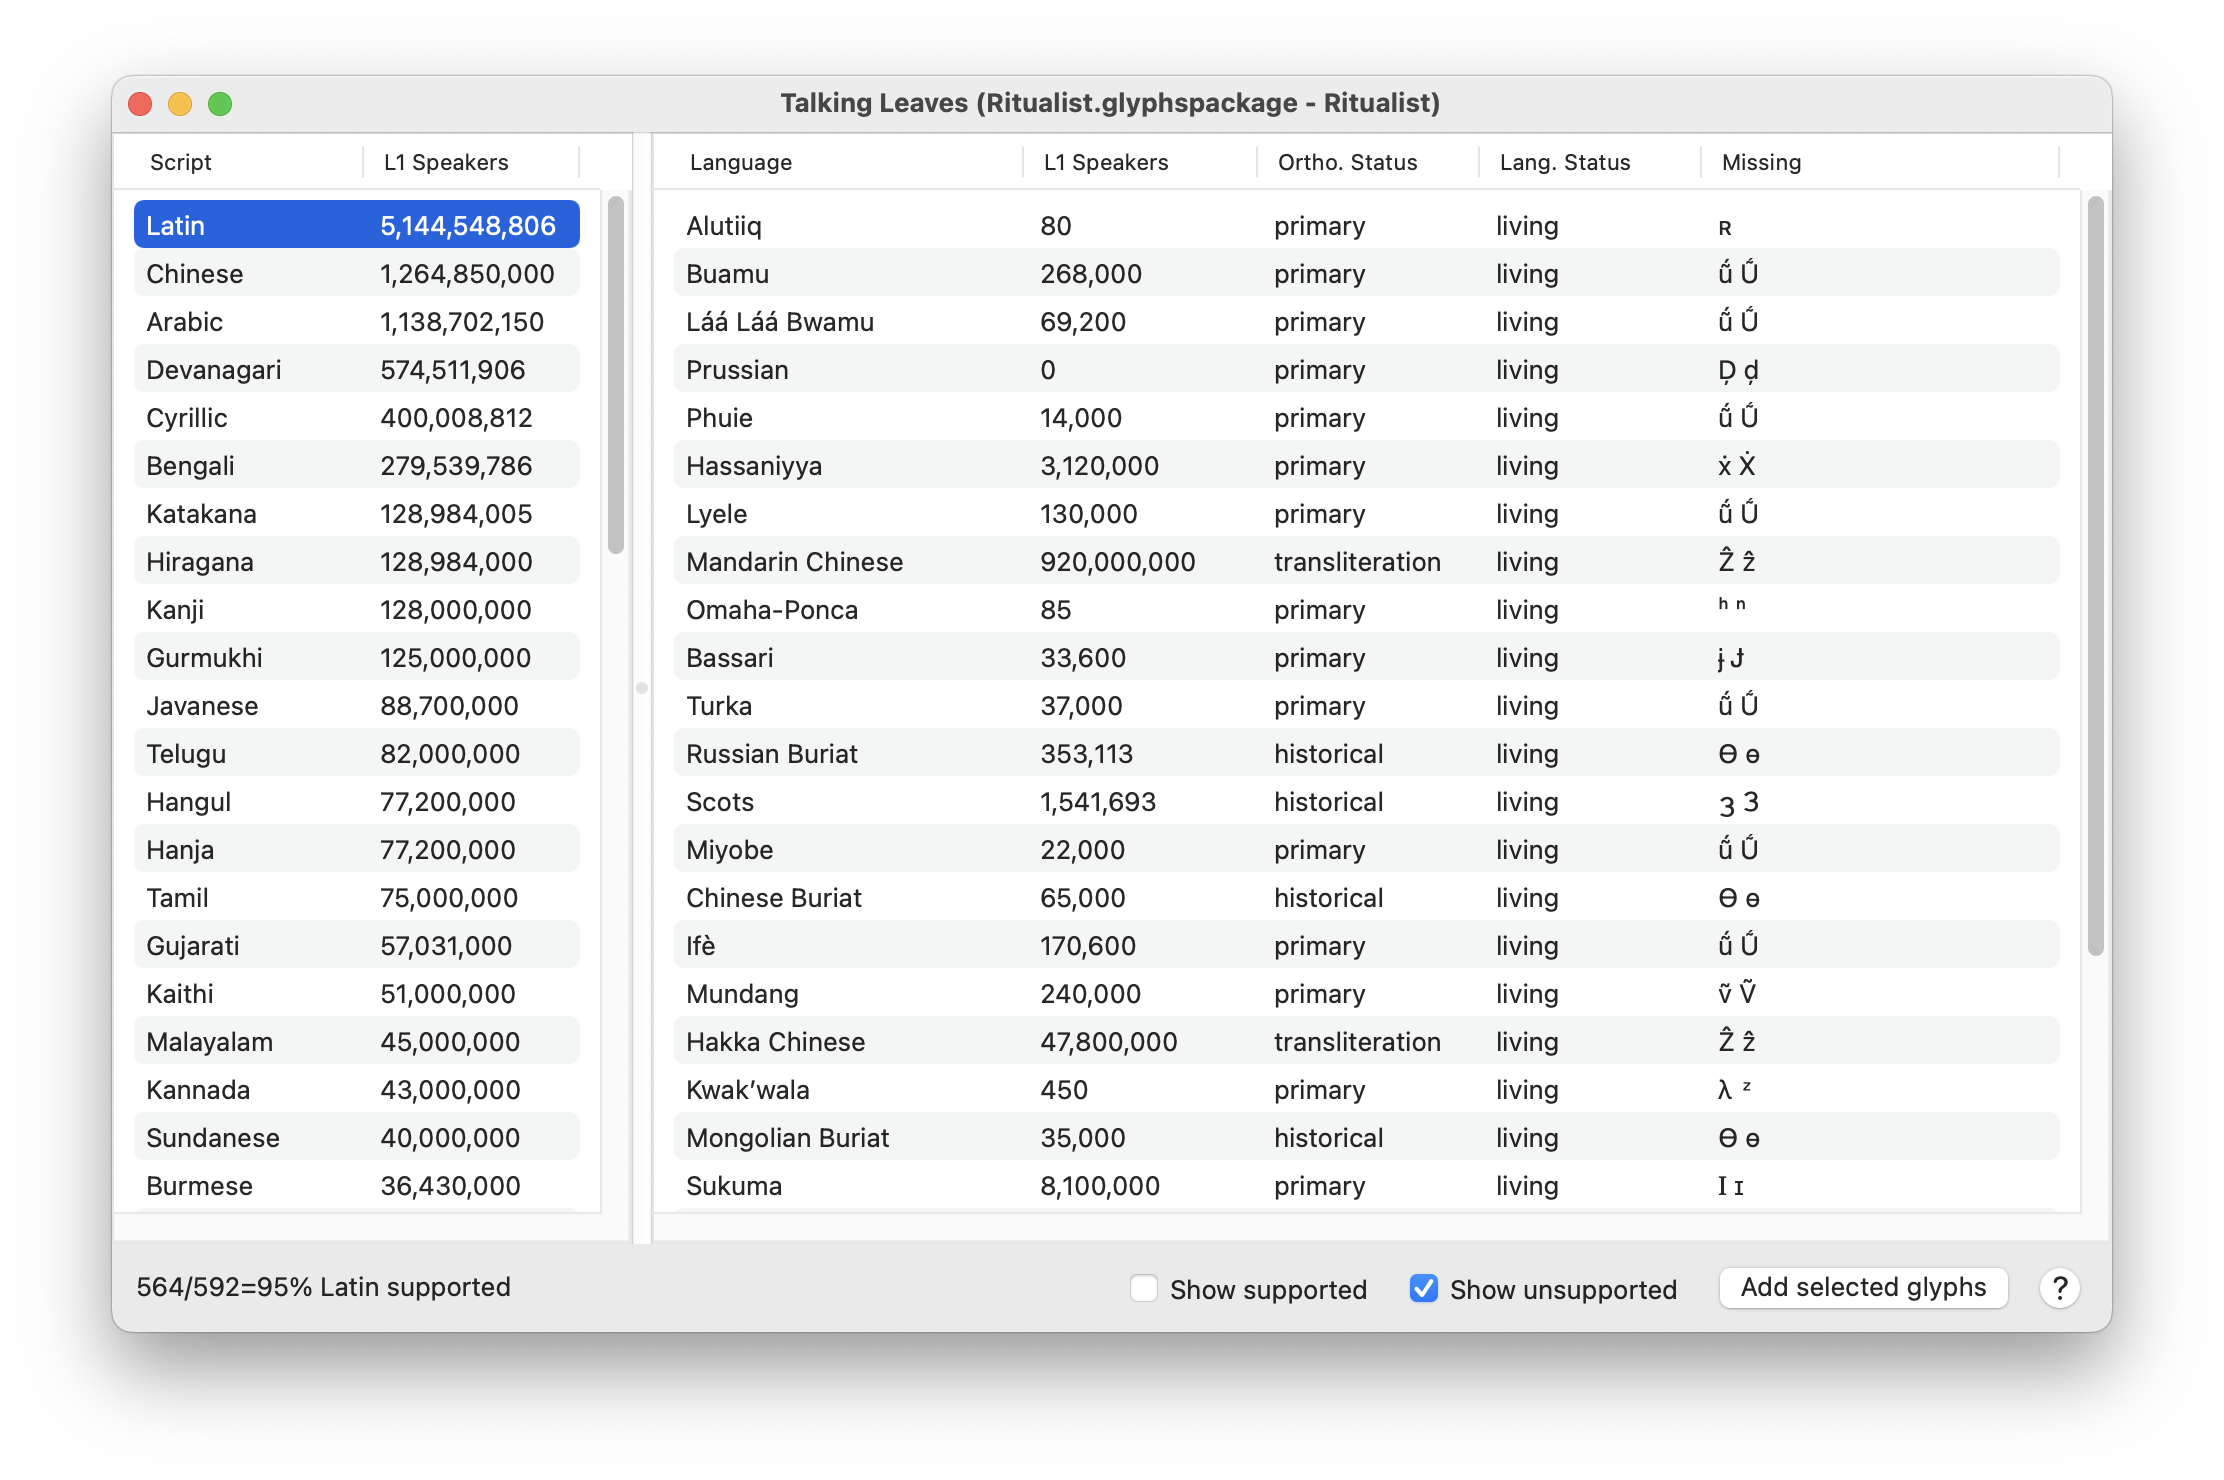 Talking Leaves (Ritualist.glyphspackage - Ritualist)
Script L1 Speakers
Latin 5,144,548,806
Chinese 1,264,850,000
Arabic 1,138,702,150
Devanagari 574,511,906
Cyrillic 400,008,812
Bengali 279,539,786
Katakana 128,984,005
Hiragana 128,984,000
Kanji 128,000,000
Gurmukhi 125,000,000
Javanese 88,700,000
Telugu 82,000,000
Hangul 77,200,000
Hanja 77,200,000
Tamil 75,000,000
Gujarati 57,031,000
Kaithi 51,000,000
Malayalam 45,000,000
Kannada 43,000,000
Sundanese 40,000,000
Burmese 36,430,000
Language L1 Speakers Ortho. Status Lang. Status Missing
Alutiiq 80 primary living ʀ
Buamu 268,000 primary living ṹ Ṹ
Láá Láá Bwamu 69,200 primary living ṹ Ṹ
Prussian 0 primary living Ḑ ḑ
Phuie 14,000 primary living ṹ Ṹ
Hassaniyya 3,120,000 primary living ẋ Ẋ
Lyele 130,000 primary living ṹ Ṹ
Mandarin Chinese 920,000,000 transliteration living Ẑ ẑ
Omaha-Ponca 85 primary living ʰ ⁿ
Bassari 33,600 primary living ɉ Ɉ
Turka 37,000 primary living ṹ Ṹ
Russian Buriat 353,113 historical living Ɵ ɵ
Scots 1,541,693 historical living ȝ Ȝ
Miyobe 22,000 primary living ṹ Ṹ
Chinese Buriat 65,000 historical living Ɵ ɵ
Ifè 170,600 primary living ṹ Ṹ
Mundang 240,000 primary living ṽ Ṽ
Hakka Chinese 47,800,000 transliteration living Ẑ ẑ
Kwakʼwala 450 primary living λ ᶻ
Mongolian Buriat 35,000 historical living Ɵ ɵ
Sukuma 8,100,000 primary living Ɪ ɪ
564/592=95% Latin supported Show supported Show unsupported Add selected glyphs ?